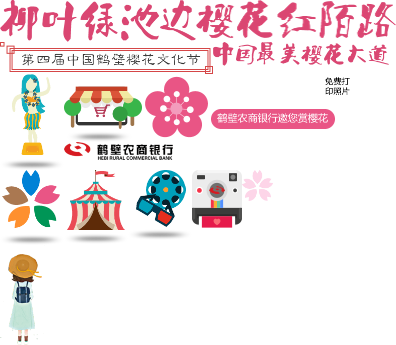 柳叶绿池边樱花红陌路
中国最美樱花大道
第四届中国鹤壁樱花文化节
免费打
印照片
鹤壁农商银行邀您赏樱花
鹤壁农商银行
HEBI RURAL COMMERCIAL BANK